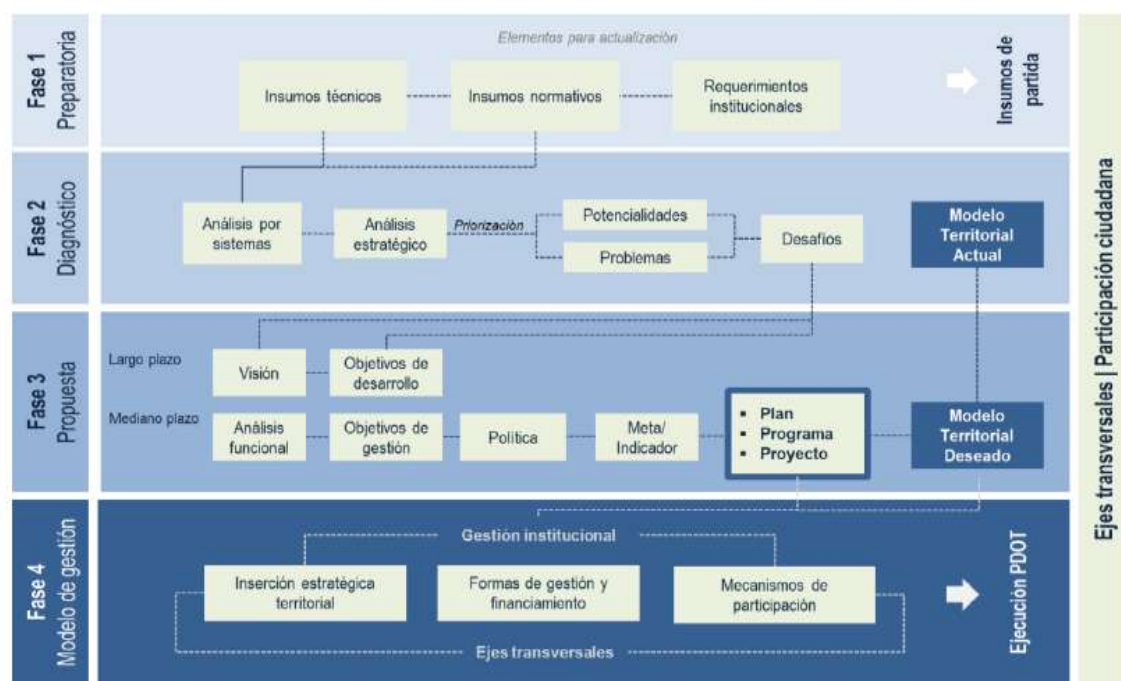 Fase 1
Preparatoria
Elementos para actualización
Insumos técnicos
Insumos normativos
Requerimientos
institucionales
Insumos de
partida
Fase 2
Diagnóstico
Análisis por
sistemas
Análisis
estratégico
Priorización
Potencialidades
Problemas
Desafíos
Modelo
Territorial
Actual
Fase 3
Propuesta
Largo plazo
Visión
Objetivos de
desarrollo
Mediano plazo
Análisis
funcional
Objetivos de
gestión
Política
Meta/
Indicador
▪ Plan
▪ Programa
▪ Proyecto
Modelo
Territorial
Deseado
Fase 4
Modelo de gestión
Gestión institucional
Inserción estratégica
territorial
Formas de gestión y
financiamiento
Mecanismos de
participación
Ejes transversales
Ejecución PDOT
Ejes transversales | Participación ciudadana